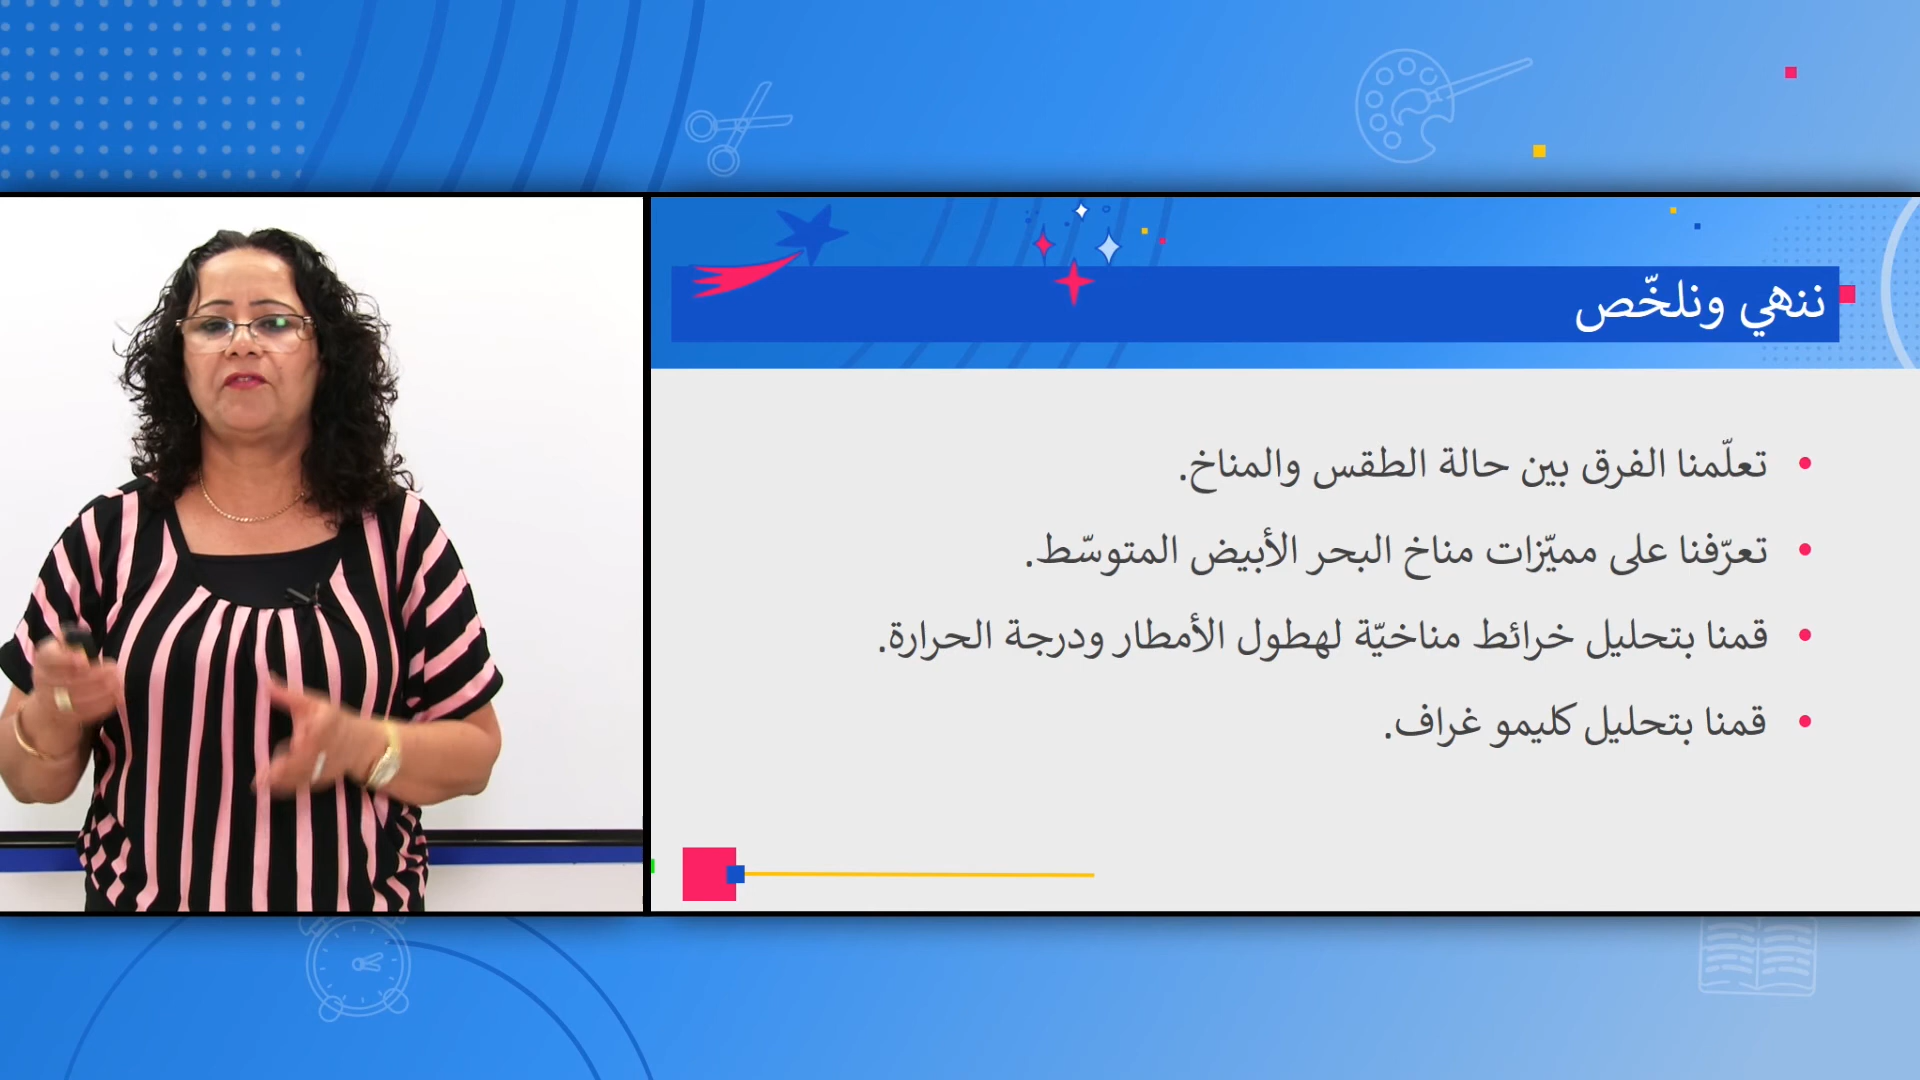 ننهي ونلخّص
تعلّمنا الفرق بين حالة الطقس والمناخ.
تعرّفنا على مميّزات مناخ البحر الأبيض المتوسّط.
قمنا بتحليل خرائط مناخيّة لهطول الأمطار ودرجة الحرارة.
قمنا بتحليل كليمو غراف.